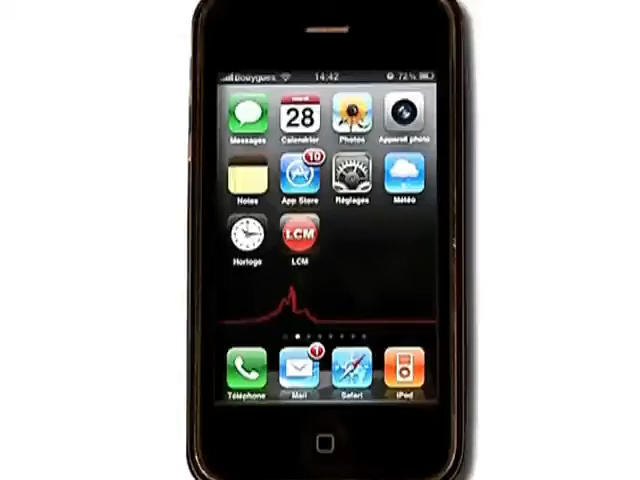 Bouygues 14:42 72 %
28
Messages Calendrier Photos Appareil photo
10
Notes App Store Réglages Météo
LCM
Horloge LCM
1
Téléphone Mail Safari iPod